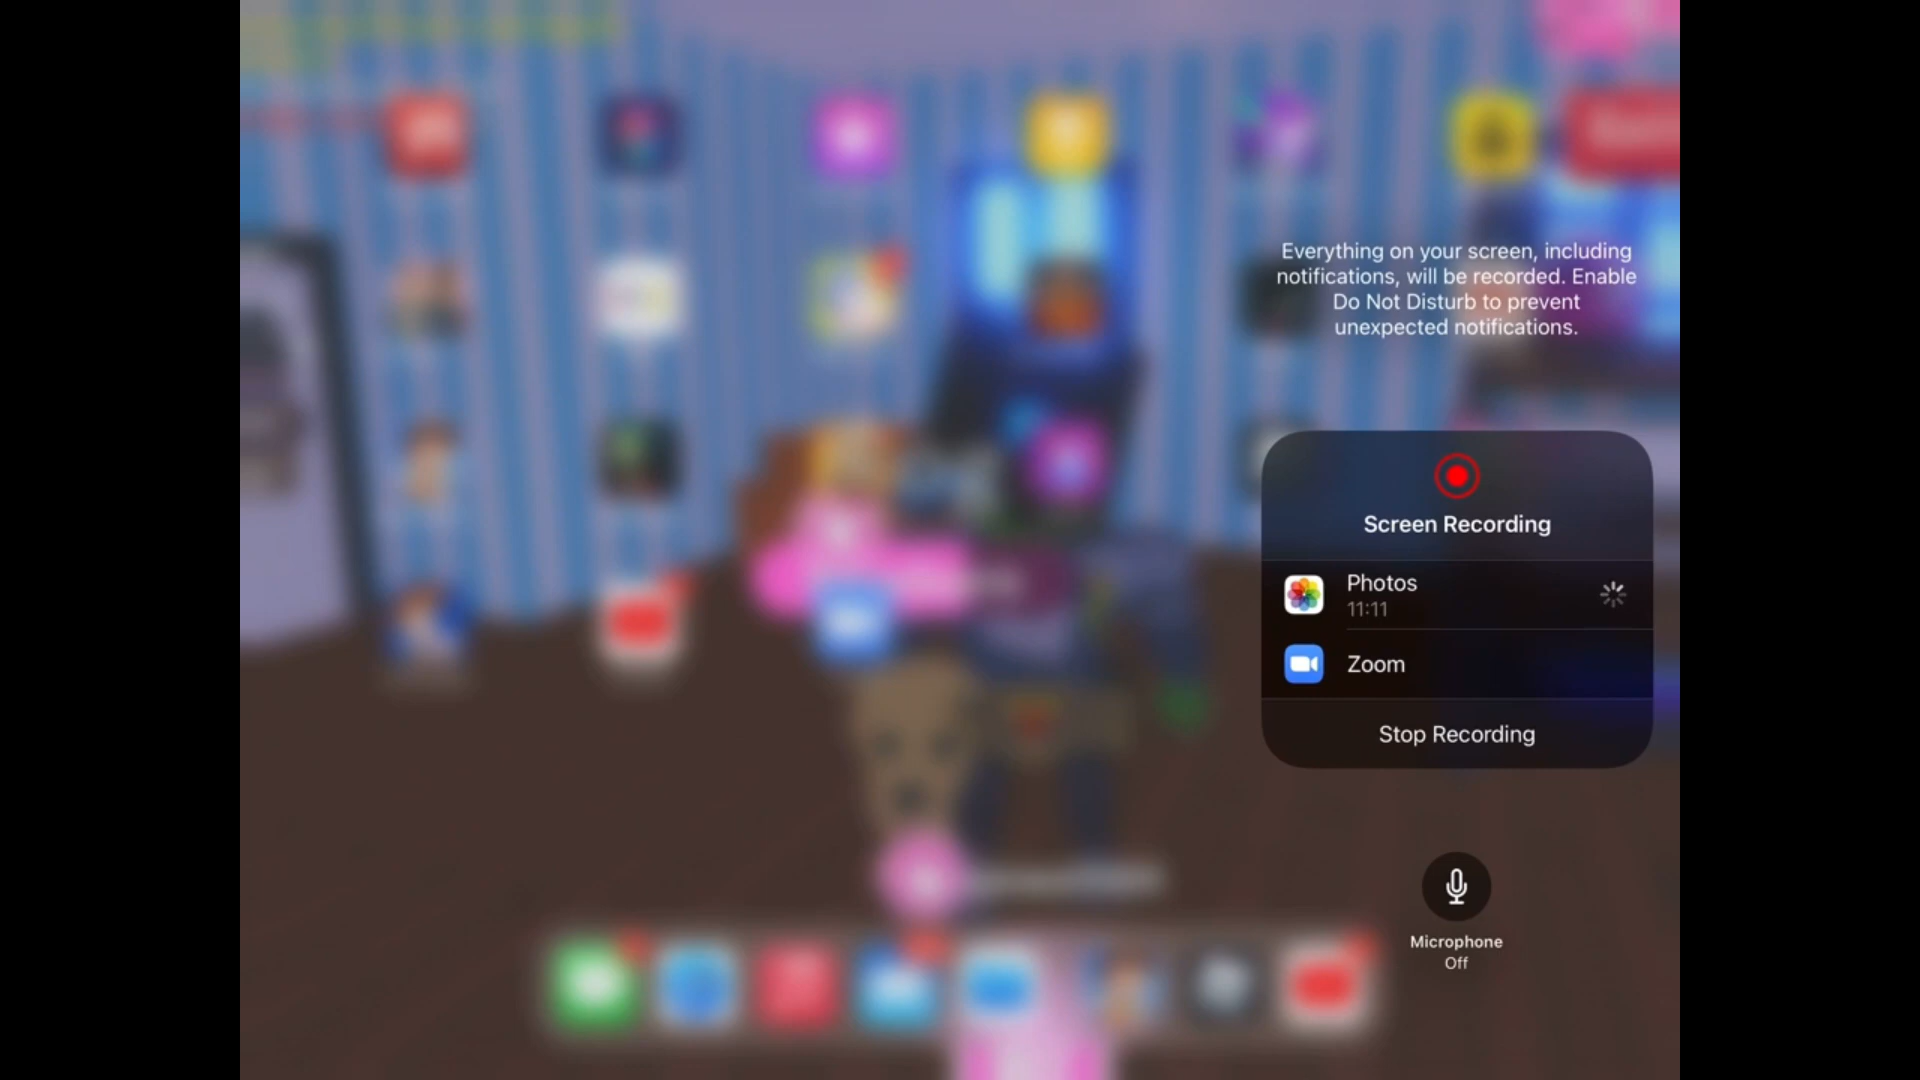 Everything on your screen, including
notifications, will be recorded. Enable
Do Not Disturb to prevent
unexpected notifications.
Screen Recording
Photos
11:11
Zoom
Stop Recording
Microphone
Off